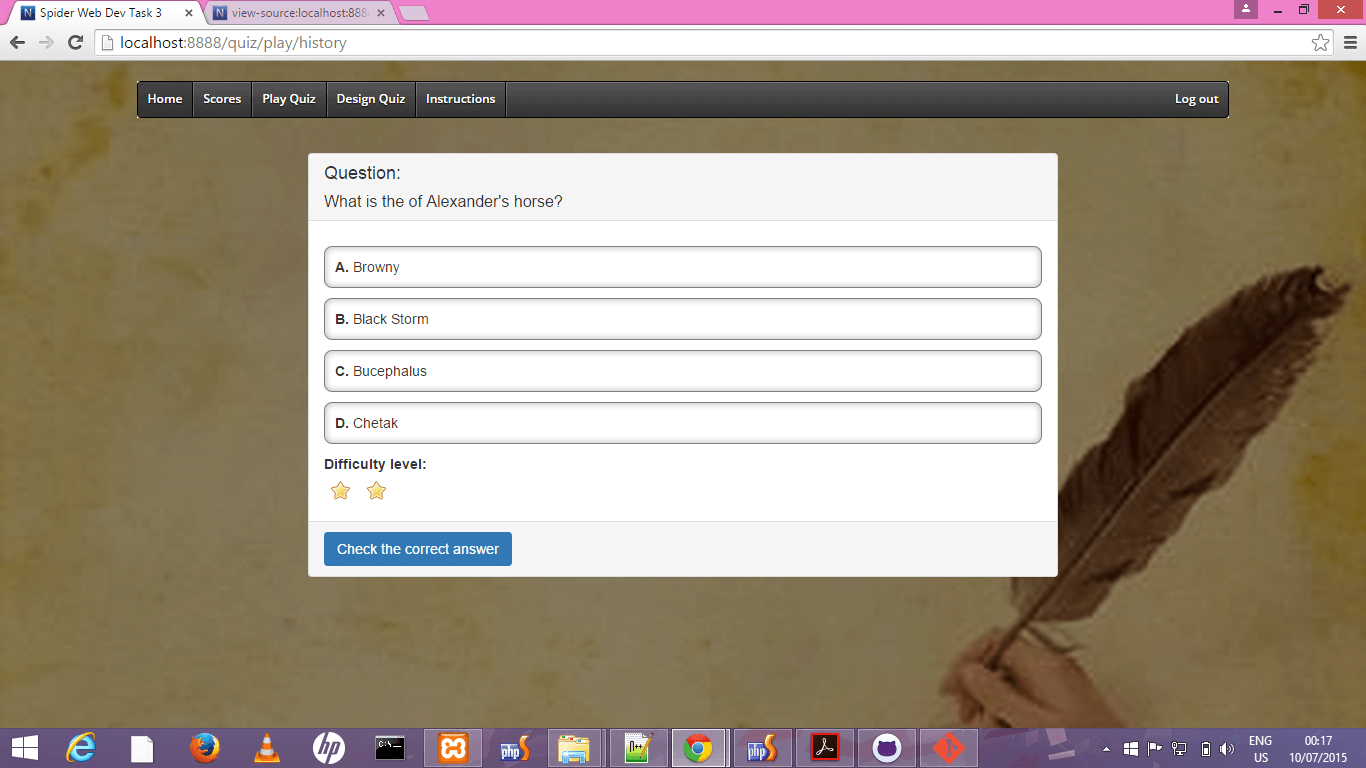 Spider Web Dev Task 3
view-source:localhost:888
localhost:8888/quiz/play/history
Home Scores Play Quiz Design Quiz Instructions Log out
Question:
What is the of Alexander's horse?
A. Browny
B. Black Storm
C. Bucephalus
D. Chetak
Difficulty level:
Check the correct answer
ENG 00:17
US 10/07/2015